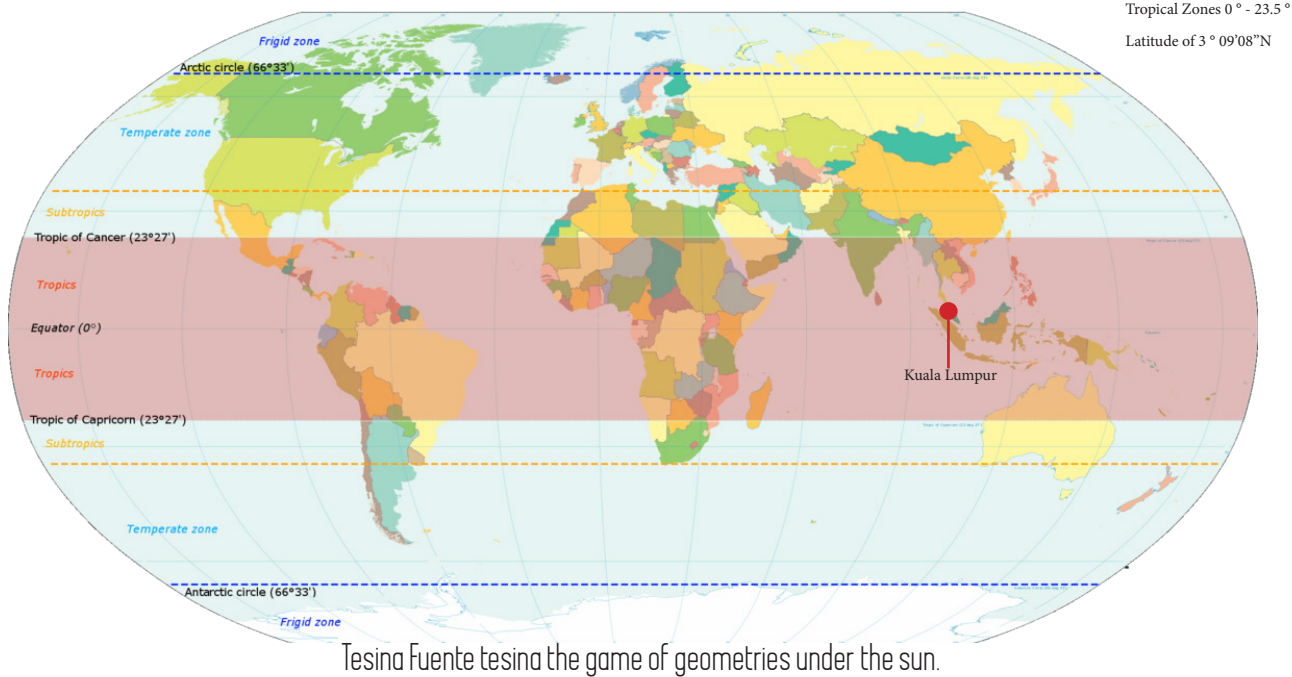 Tropical Zones 0 ° - 23.5 °
Latitude of 3 ° 09'08”N
Frigid zone
Arctic circle (66°33')
Temperate zone
Subtropics
Tropic of Cancer (23°27')
Tropics
Equator (0°)
Tropics
Kuala Lumpur
Tropic of Capricorn (23°27')
Subtropics
Temperate zone
Antarctic circle (66°33')
Frigid zone
Tesina Fuente tesina the game of geometries under the sun.